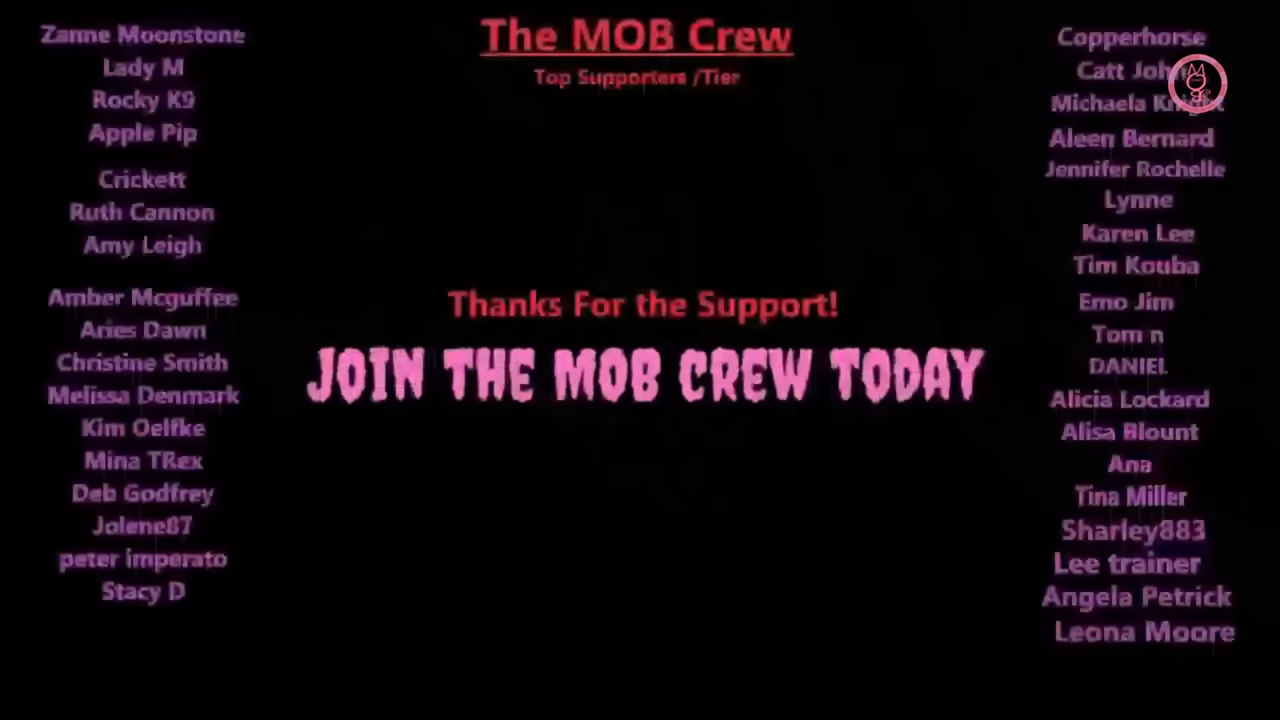 The MOB Crew
Top Supporters /Tier
Zanne Moonstone
Lady M
Rocky K9
Apple Pip
Crickett
Ruth Cannon
Amy Leigh
Amber Mcguffee
Aries Dawn
Christine Smith
Melissa Denmark
Kim Oelfke
Mina TRex
Deb Godfrey
Jolene87
peter imperato
Stacy D
Thanks For the Support!
JOIN THE MOB CREW TODAY
Copperhorse
Catt John
Michaela Knight
Aleen Bernard
Jennifer Rochelle
Lynne
Karen Lee
Tim Kouba
Emo Jim
Tom n
DANIEL
Alicia Lockard
Alisa Blount
Ana
Tina Miller
Sharley883
Lee trainer
Angela Petrick
Leona Moore